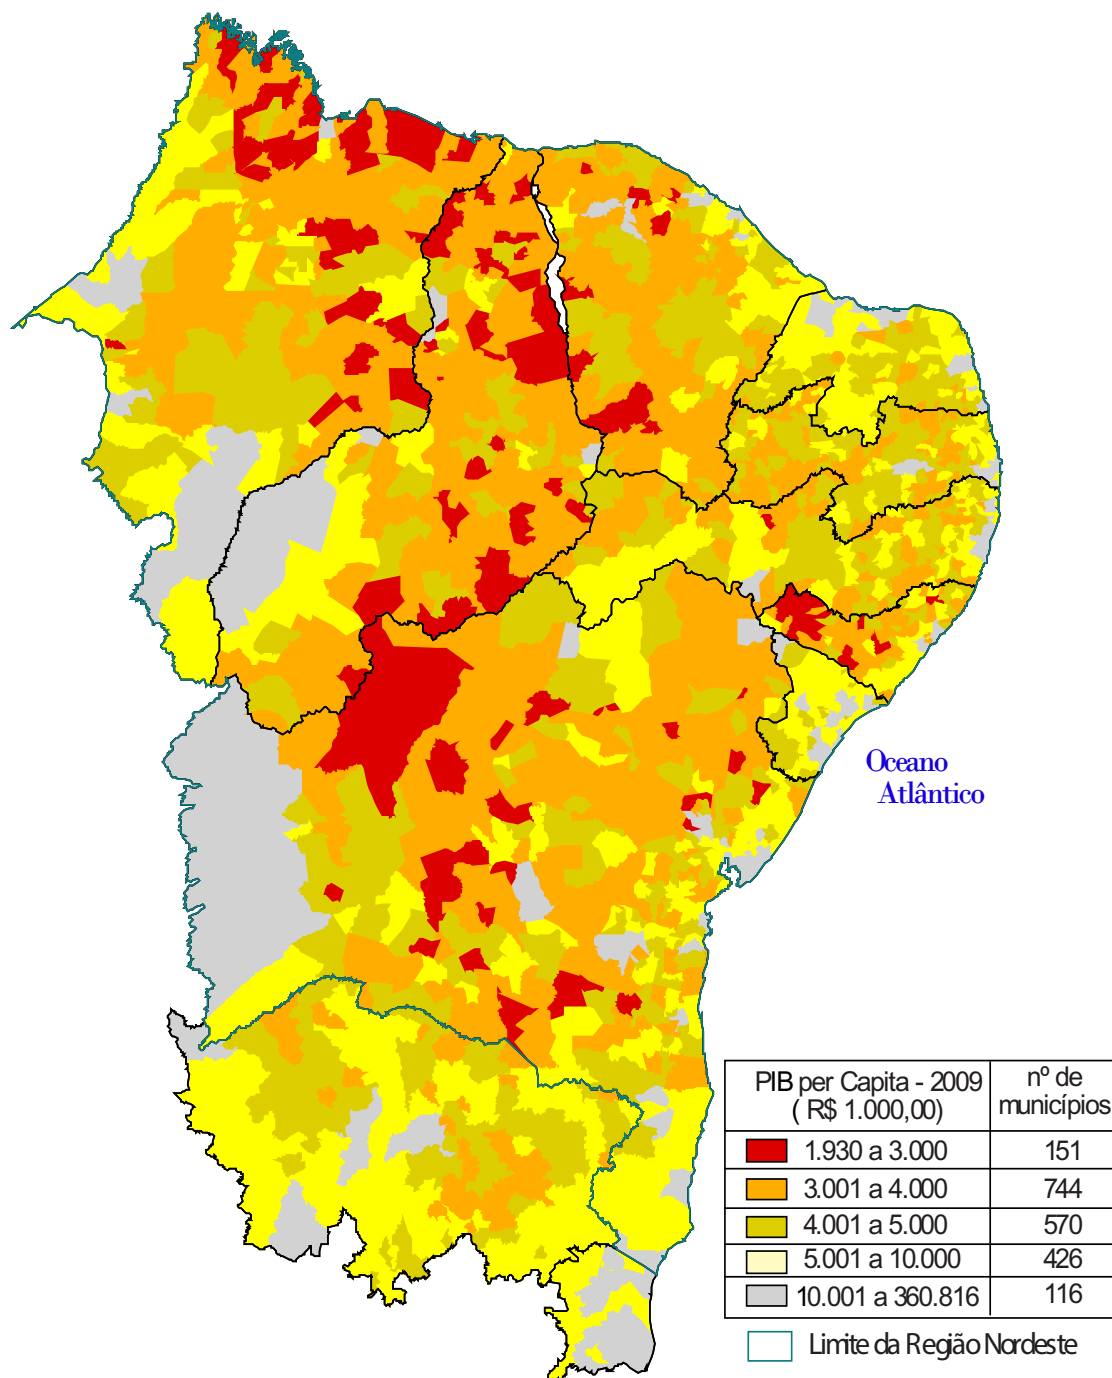 Oceano
Atlântico
PIB per Capita - 2009
( R$ 1.000,00)
nº de
municípios
1.930 a 3.000 151
3.001 a 4.000 744
4.001 a 5.000 570
5.001 a 10.000 426
10.001 a 360.816 116
Limite da Região Nordeste